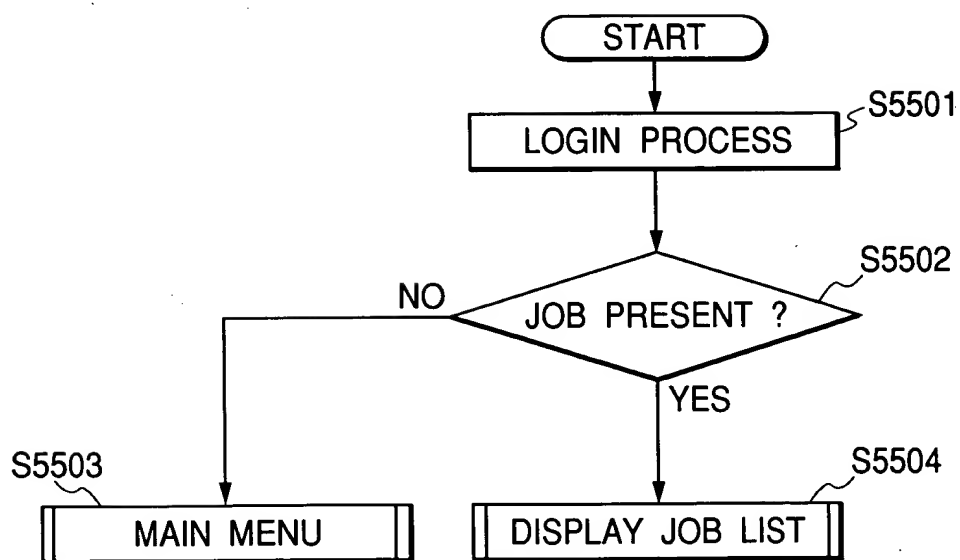 START
S5501
LOGIN PROCESS
S5502
NO
JOB PRESENT ?
YES
S5503
S5504
MAIN MENU
DISPLAY JOB LIST